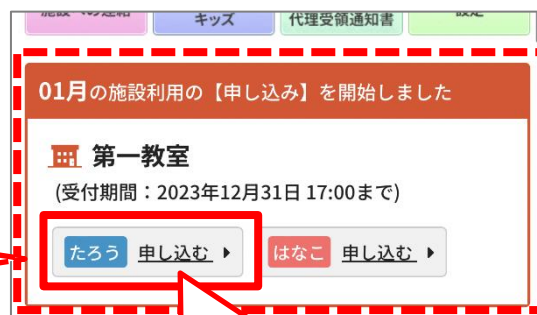 キッズ
代理受領通知書
設定
01月の施設利用の【申し込み】を開始しました
第一教室
(受付期間：2023年12月31日 17:00まで)
たろう 申し込む
はなこ 申し込む